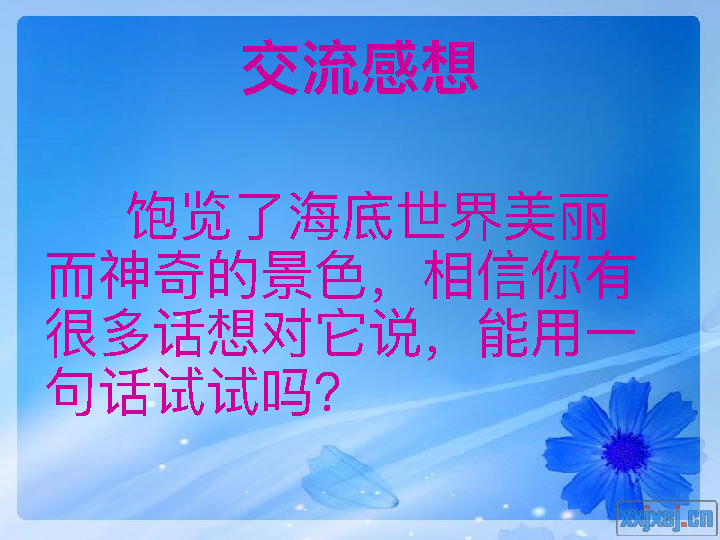 交流感想
饱览了海底世界美丽
而神奇的景色，相信你有
很多话想对它说，能用一
句话试试吗？
xxjxsj.cn